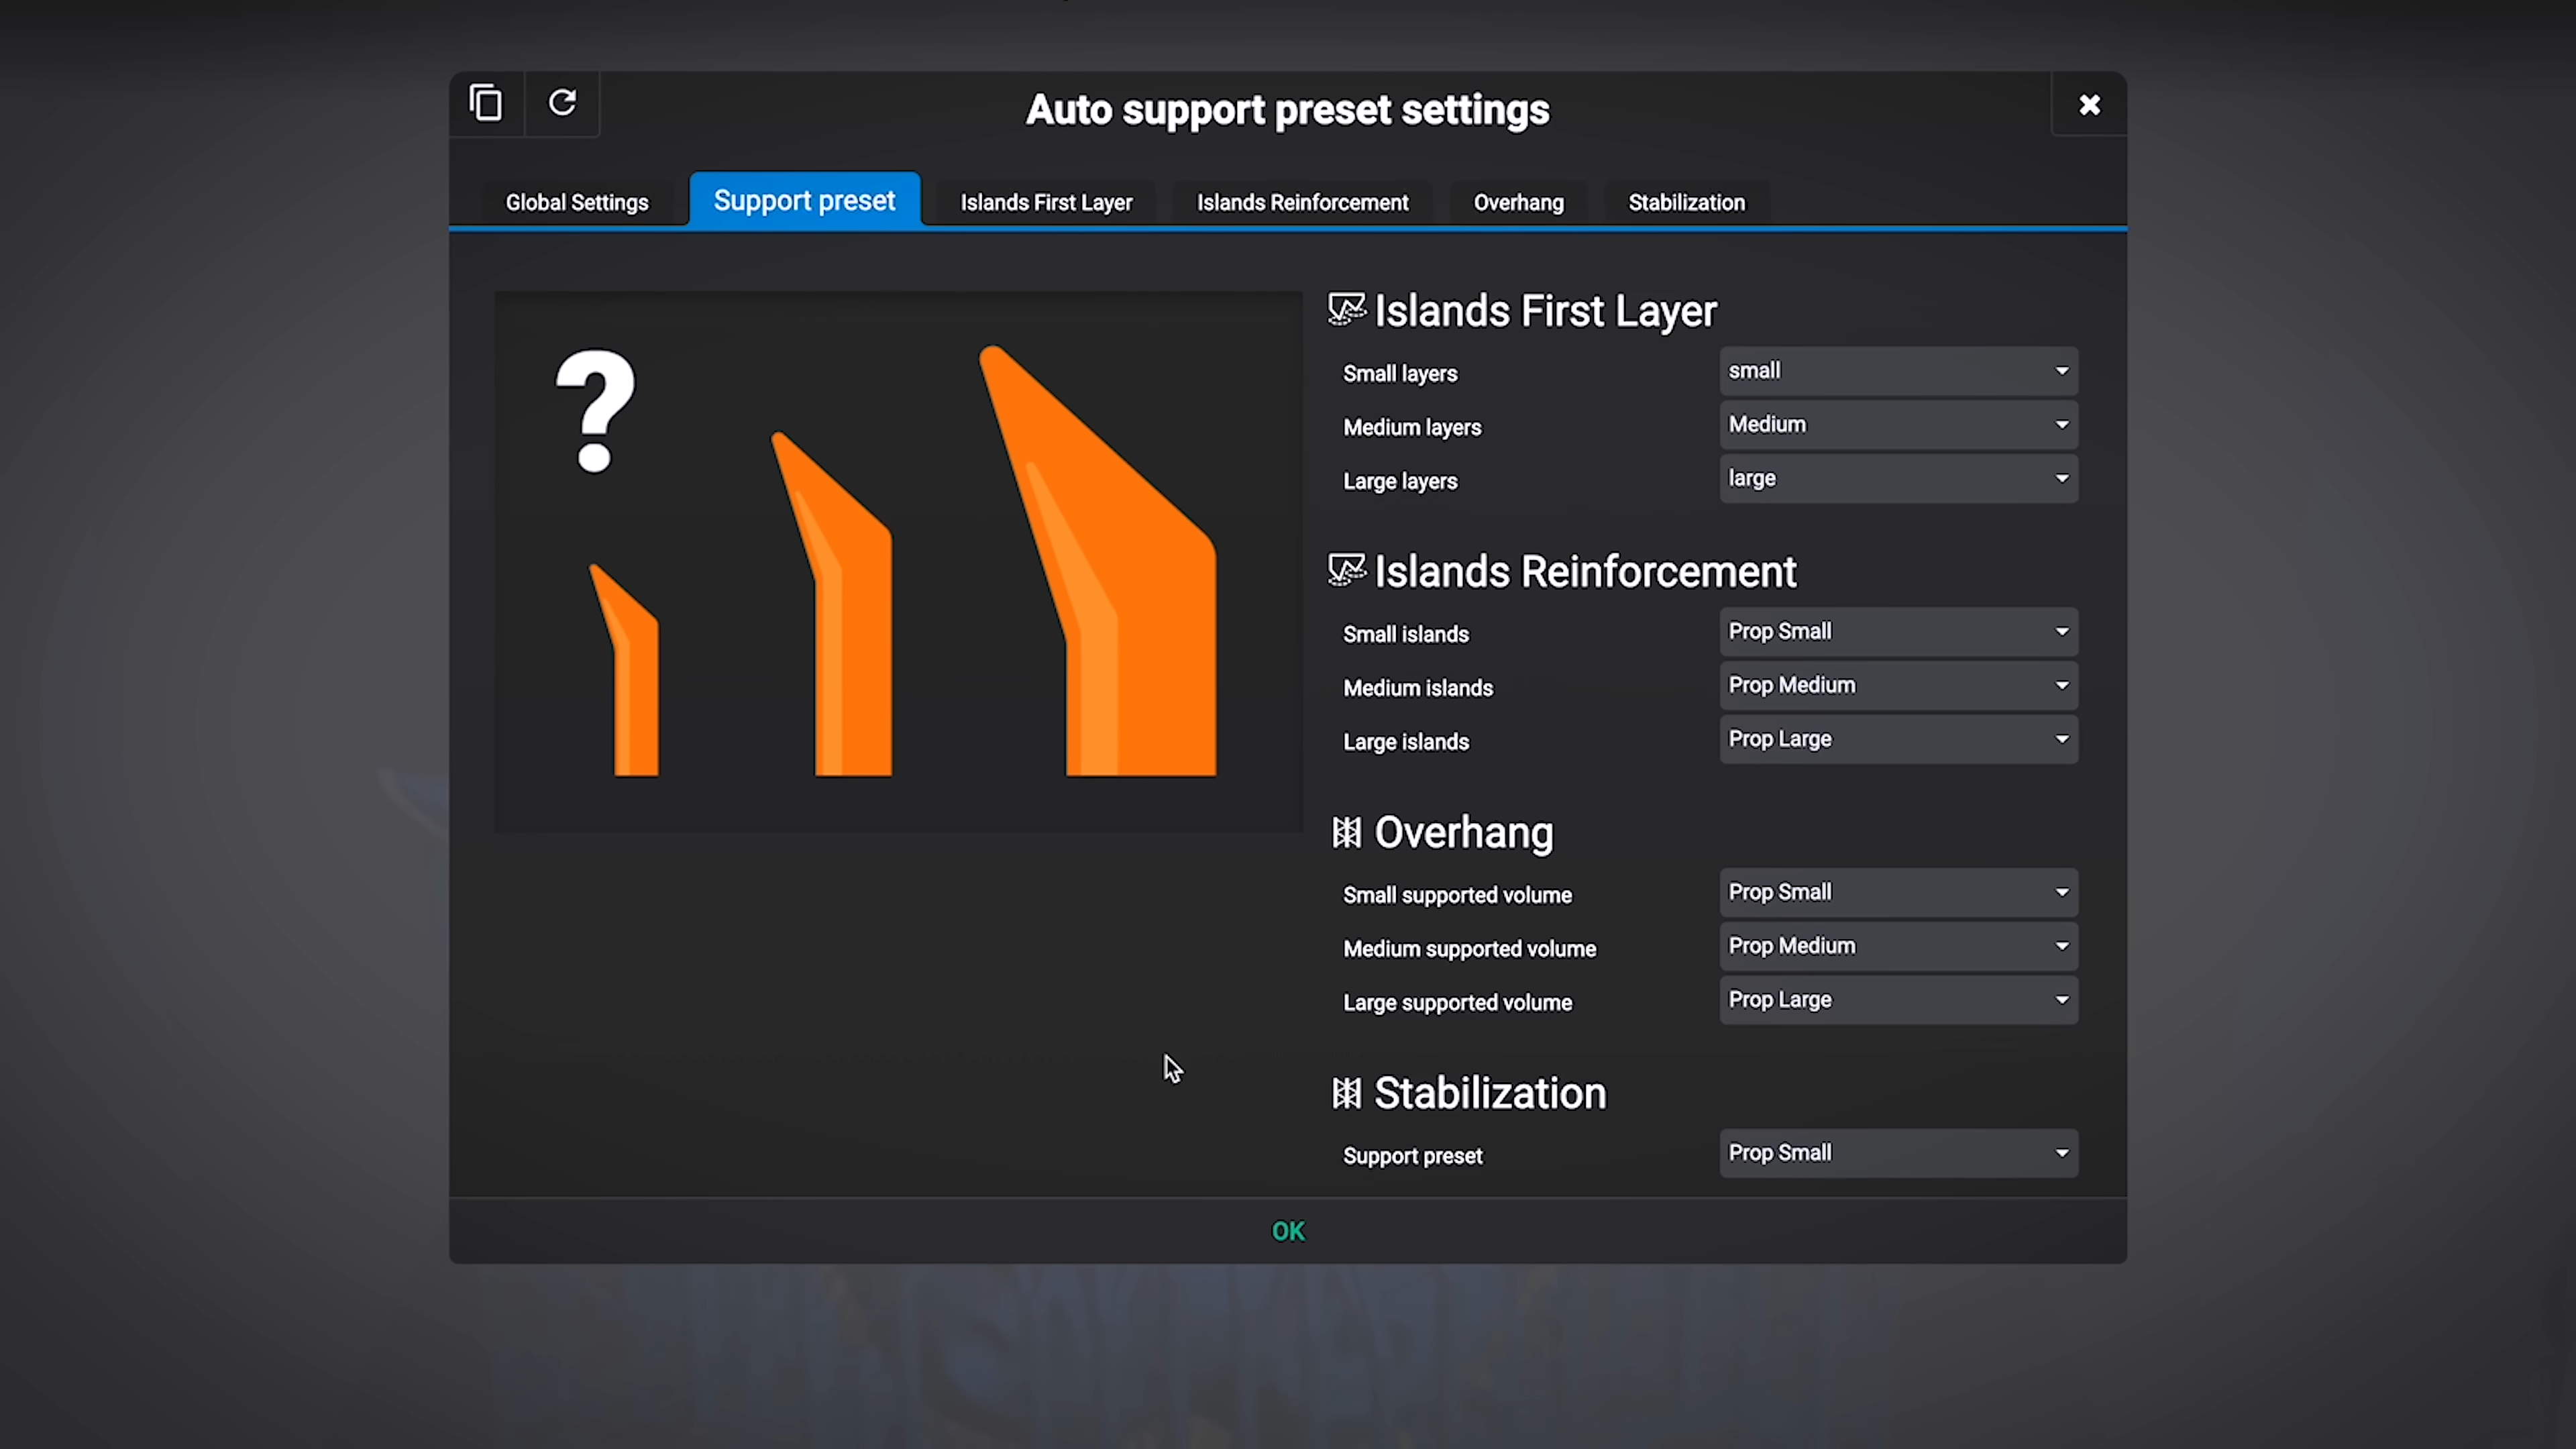 Auto support preset settings
Global Settings
Support preset
Islands First Layer
Islands Reinforcement
Overhang
Stabilization
?
Islands First Layer
Small layers small
Medium layers Medium
Large layers large
Islands Reinforcement
Small islands Prop Small
Medium islands Prop Medium
Large islands Prop Large
Overhang
Small supported volume Prop Small
Medium supported volume Prop Medium
Large supported volume Prop Large
Stabilization
Support preset Prop Small
OK